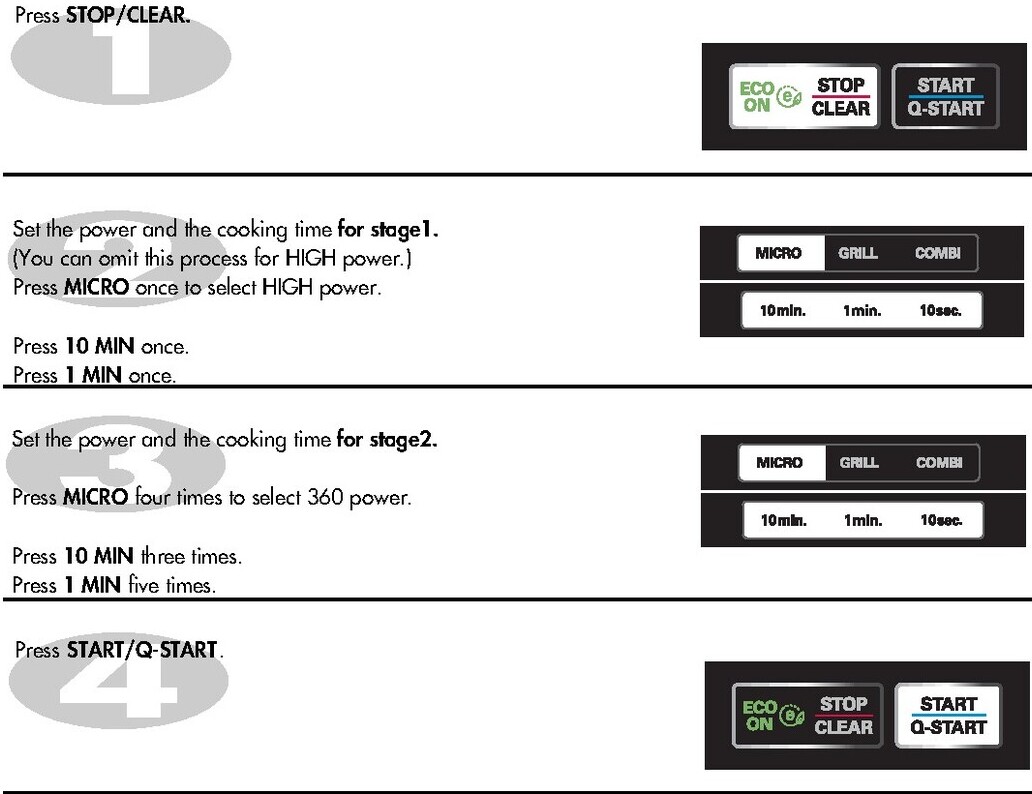 Press STOP/CLEAR.
1
ECO ON e STOP CLEAR START Q-START
Set the power and the cooking time for stage1.
(You can omit this process for HIGH power.)
Press MICRO once to select HIGH power.
Press 10 MIN once.
Press 1 MIN once.
2
MICRO GRILL COMBI
10min. 1min. 10sec.
Set the power and the cooking time for stage2.
Press MICRO four times to select 360 power.
Press 10 MIN three times.
Press 1 MIN five times.
3
MICRO GRILL COMBI
10min. 1min. 10sec.
Press START/Q-START.
4
ECO ON e STOP CLEAR START Q-START